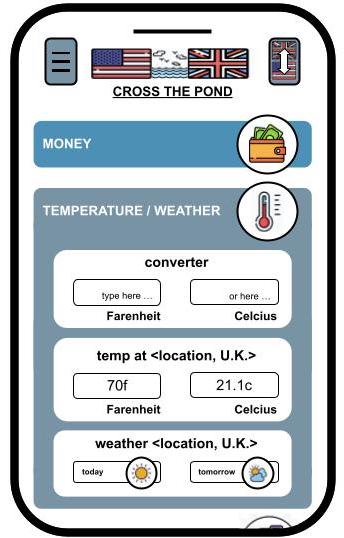 CROSS THE POND
MONEY
TEMPERATURE / WEATHER
converter
type here ... or here ...
Farenheit Celcius
temp at <location, U.K.>
70f 21.1c
Farenheit Celcius
weather <location, U.K.>
today tomorrow